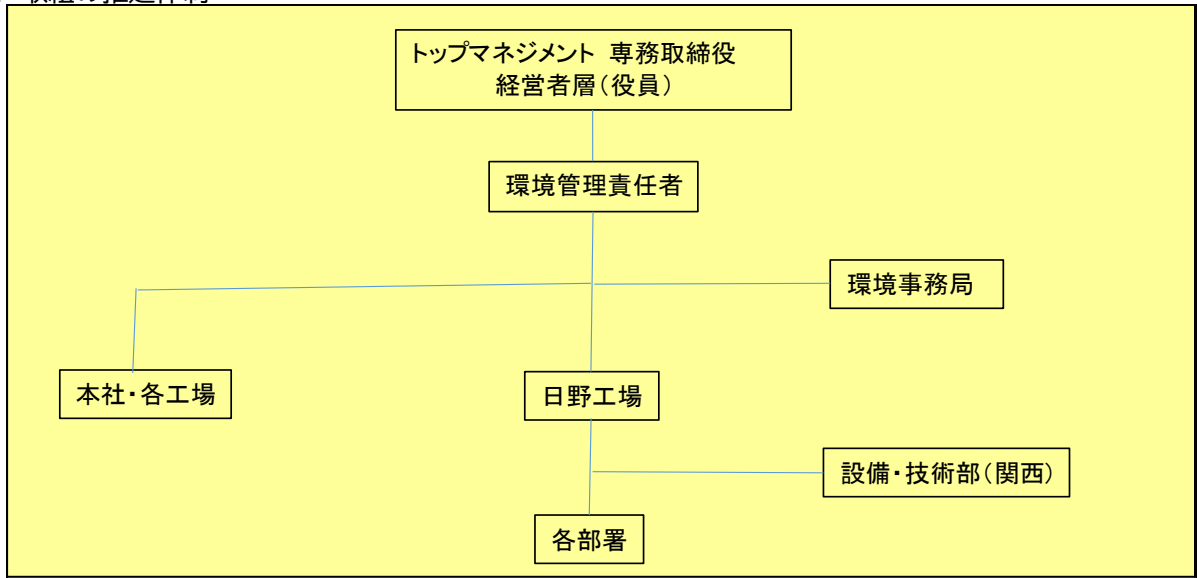 トップマネジメント 専務取締役
経営者層(役員)
環境管理責任者
環境事務局
本社・各工場
日野工場
設備・技術部(関西)
各部署